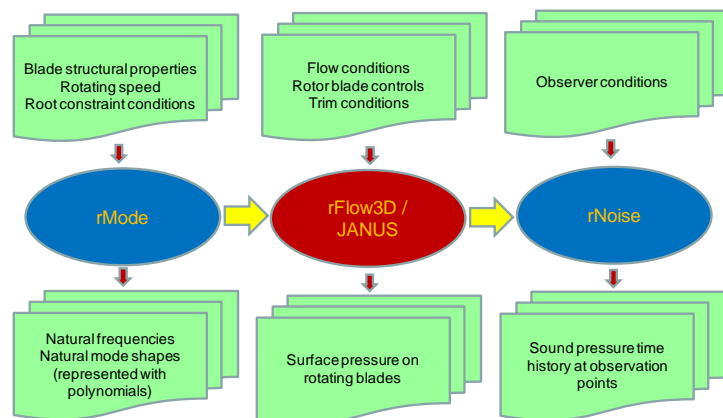 Blade structural properties
Rotating speed
Root constraint conditions
Flow conditions
Rotor blade controls
Trim conditions
Observer conditions
rMode
rFlow3D /
JANUS
rNoise
Natural frequencies
Natural mode shapes
(represented with
polynomials)
Surface pressure on
rotating blades
Sound pressure time
history at observation
points